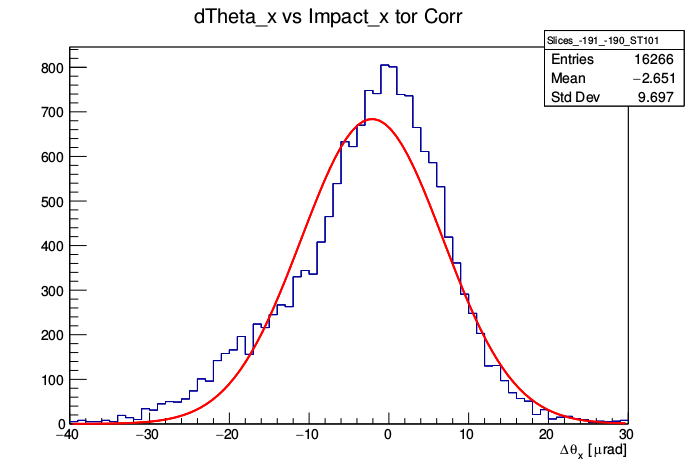 dTheta_x vs Impact_x tor Corr
Slices_-191_-190_ST101
Entries 16266
Mean −2.651
Std Dev 9.697
800
700
600
500
400
300
200
100
0
−40 −30 −20 −10 0 10 20 30
Δθx [μrad]